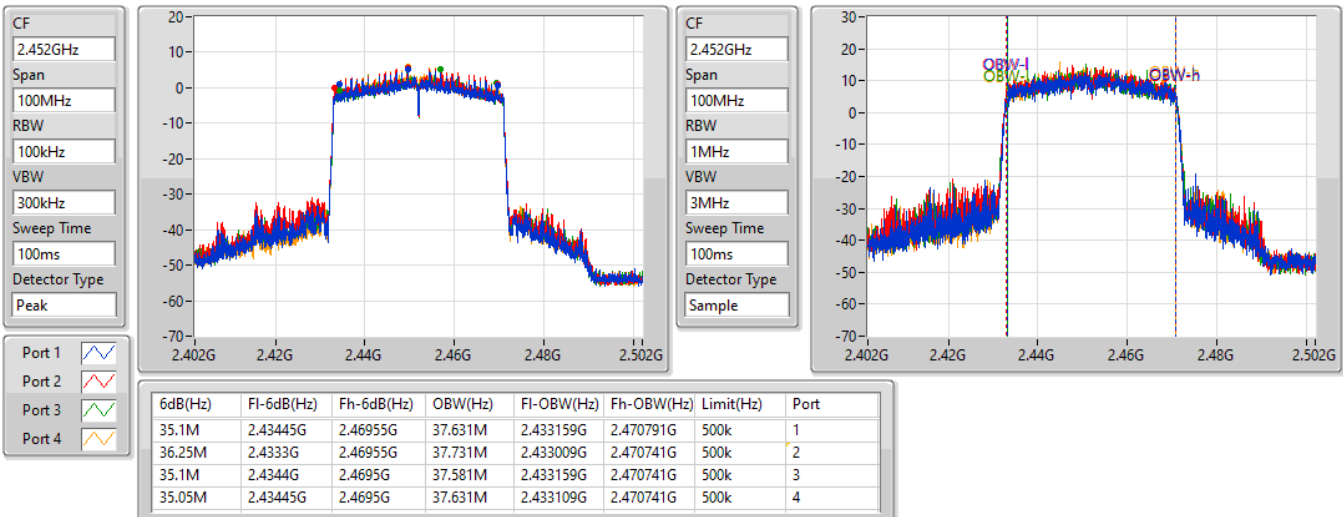 CF
2.452GHz
Span
100MHz
RBW
100kHz
VBW
300kHz
Sweep Time
100ms
Detector Type
Peak
20
10
0
-10
-20
-30
-40
-50
-60
-70
2.402G 2.42G 2.44G 2.46G 2.48G 2.502G
CF
2.452GHz
Span
100MHz
RBW
1MHz
VBW
3MHz
Sweep Time
100ms
Detector Type
Sample
30
20
10
0
-10
-20
-30
-40
-50
-60
-70
OBW-l
OBW-
OBW-h
2.402G 2.42G 2.44G 2.46G 2.48G 2.502G
Port 1
Port 2
Port 3
Port 4
6dB(Hz) Fl-6dB(Hz) Fh-6dB(Hz) OBW(Hz) Fl-OBW(Hz) Fh-OBW(Hz) Limit(Hz) Port
35.1M 2.43445G 2.46955G 37.631M 2.433159G 2.470791G 500k 1
36.25M 2.4333G 2.46955G 37.731M 2.433009G 2.470741G 500k 2
35.1M 2.4344G 2.4695G 37.581M 2.433159G 2.470741G 500k 3
35.05M 2.43445G 2.4695G 37.631M 2.433109G 2.470741G 500k 4